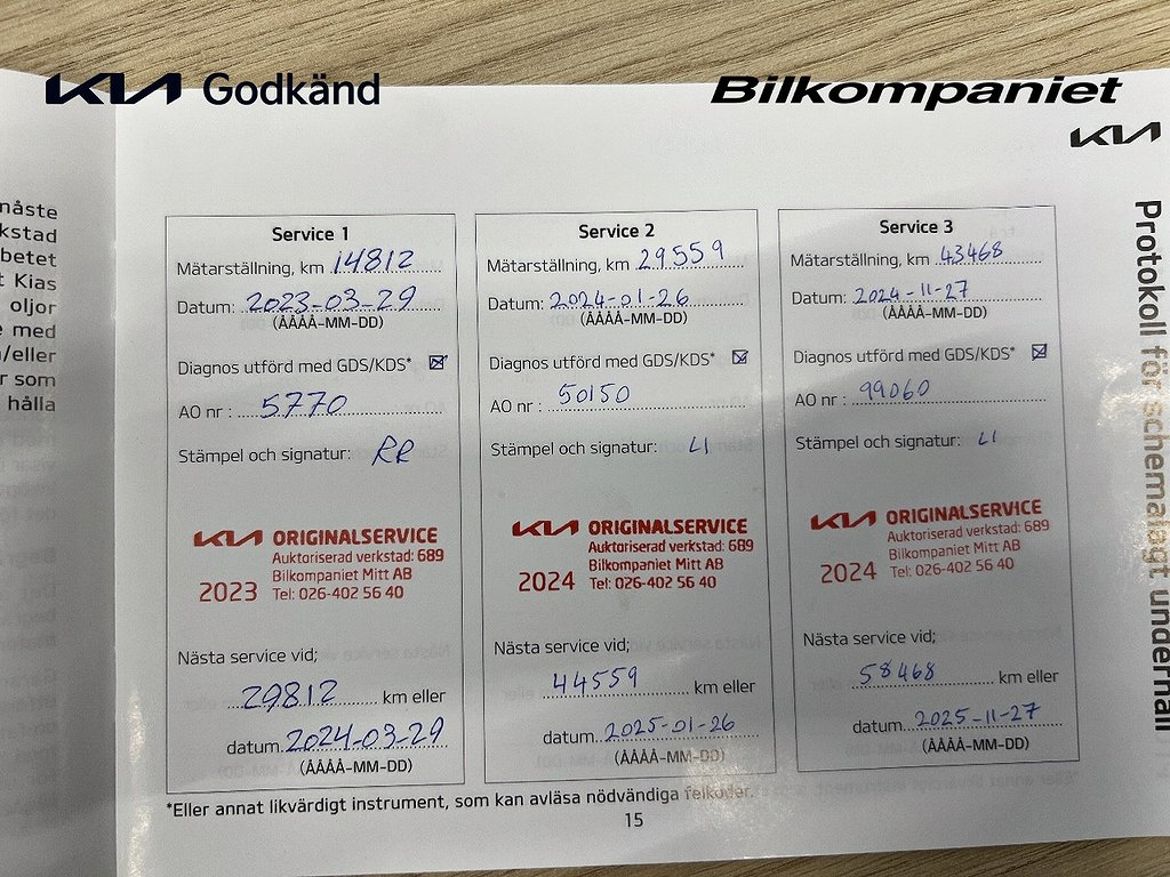 KIA Godkänd
Bilkompaniet
KIA
Protokoll för schemalagt underhåll
nåste
kstad
betet
t Kias
oljor
e med
n/eller
r som
hålla
Service 1
Mätarställning, km 14812
Datum: 2023-03-29
(ÅÅÅÅ-MM-DD)
Diagnos utförd med GDS/KDS*
AO nr : 5770
Stämpel och signatur: RR
KIA ORIGINALSERVICE
Auktoriserad verkstad: 689
Bilkompaniet Mitt AB
2023 Tel: 026-402 56 40
Nästa service vid;
29812 km eller
datum. 2024-03-29
(ÅÅÅÅ-MM-DD)
Service 2
Mätarställning, km 29559
Datum: 2024-01-26
(ÅÅÅÅ-MM-DD)
Diagnos utförd med GDS/KDS*
AO nr : 50150
Stämpel och signatur: LI
KIA ORIGINALSERVICE
Auktoriserad verkstad: 689
Bilkompaniet Mitt AB
2024 Tel: 026-402 56 40
Nästa service vid;
44559 km eller
datum. 2025-01-26
(ÅÅÅÅ-MM-DD)
Service 3
Mätarställning, km 43468
Datum: 2024-11-27
(ÅÅÅÅ-MM-DD)
Diagnos utförd med GDS/KDS*
AO nr : 99060
Stämpel och signatur: LI
KIA ORIGINALSERVICE
Auktoriserad verkstad: 689
Bilkompaniet Mitt AB
2024 Tel: 026-402 56 40
Nästa service vid;
58468 km eller
datum. 2025-11-27
(ÅÅÅÅ-MM-DD)
*Eller annat likvärdigt instrument, som kan avläsa nödvändiga felkoder.
15